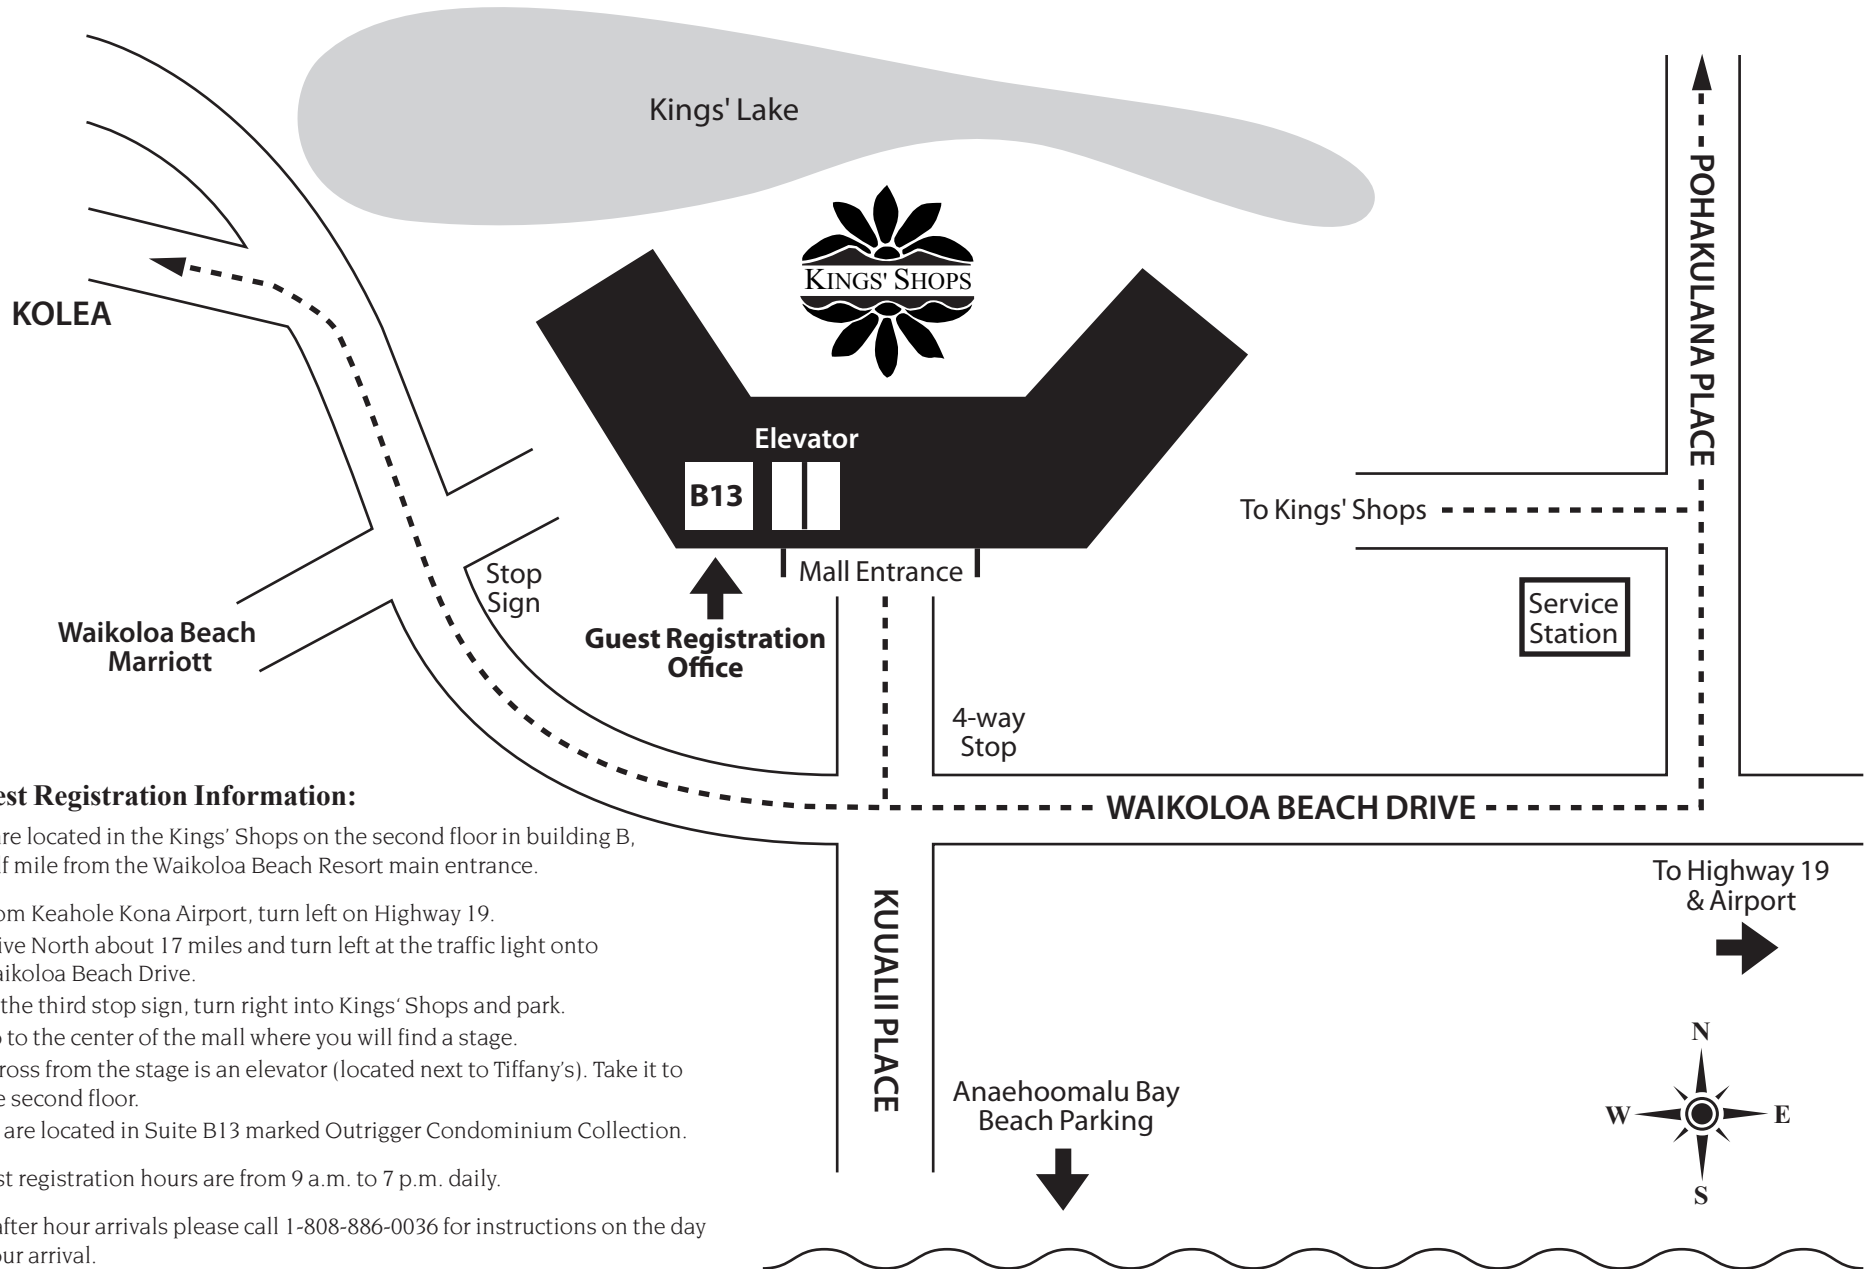 Kings' Lake
KINGS' SHOPS
KOLEA
POHAKULANA PLACE
Elevator
B13
To Kings' Shops
Mall Entrance
Stop
Sign
Service
Station
Guest Registration
Office
Waikoloa Beach
Marriott
4-way
Stop
WAIKOLOA BEACH DRIVE
est Registration Information:
are located in the Kings' Shops on the second floor in building B,
lf mile from the Waikoloa Beach Resort main entrance.
om Keahole Kona Airport, turn left on Highway 19.
ive North about 17 miles and turn left at the traffic light onto
aikoloa Beach Drive.
the third stop sign, turn right into Kings‘ Shops and park.
o to the center of the mall where you will find a stage.
ross from the stage is an elevator (located next to Tiffany's). Take it to
e second floor.
are located in Suite B13 marked Outrigger Condominium Collection.
st registration hours are from 9 a.m. to 7 p.m. daily.
after hour arrivals please call 1-808-886-0036 for instructions on the day
our arrival.
KUUALII PLACE
To Highway 19
& Airport
Anaehoomalu Bay
Beach Parking
N
W
E
S